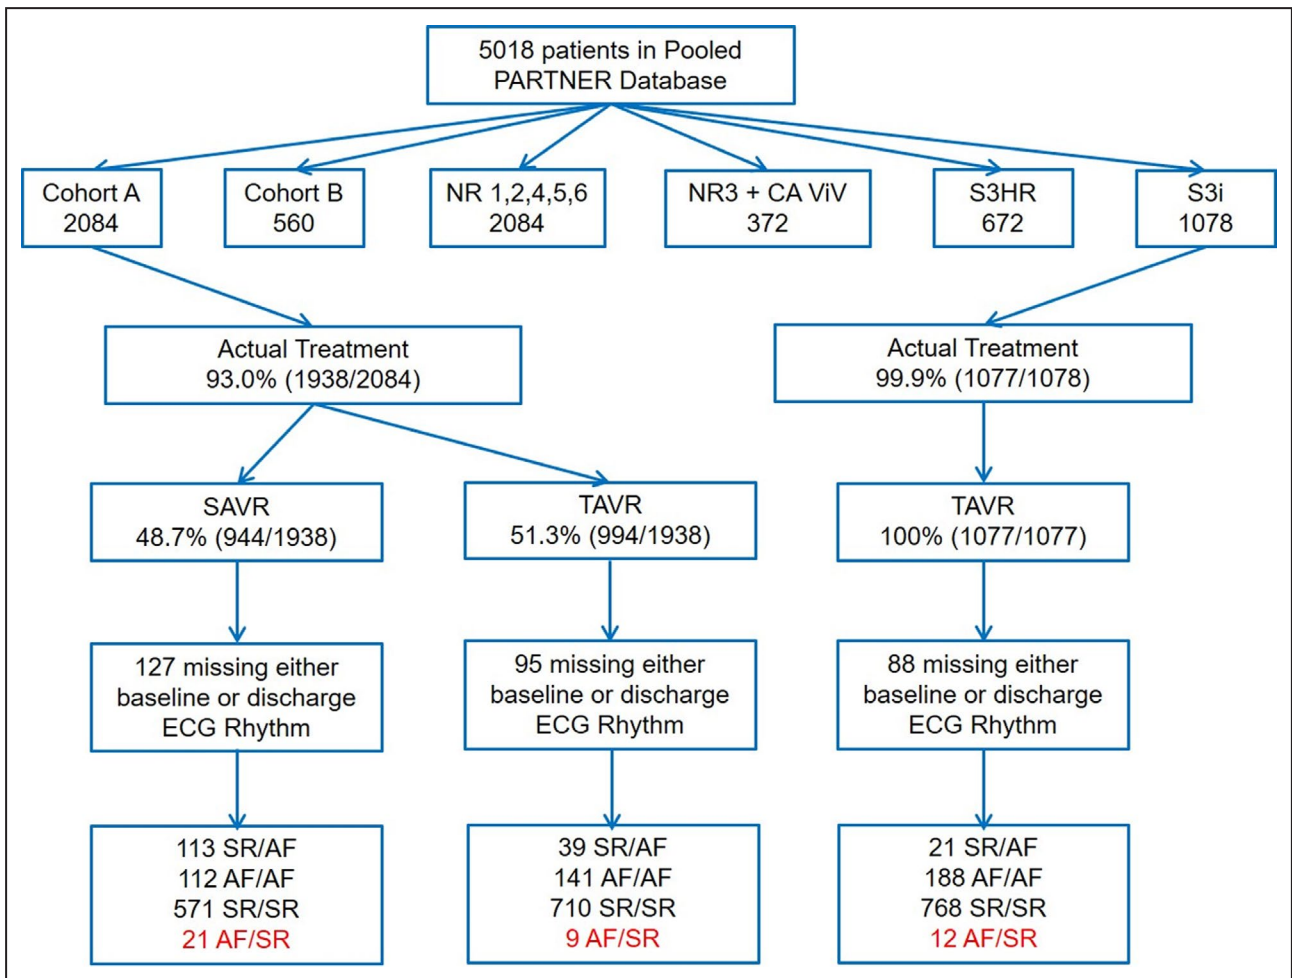 5018 patients in Pooled
PARTNER Database
Cohort A
2084
Cohort B
560
NR 1,2,4,5,6
2084
NR3 + CA ViV
372
S3HR
672
S3i
1078
Actual Treatment
93.0% (1938/2084)
Actual Treatment
99.9% (1077/1078)
SAVR
48.7% (944/1938)
TAVR
51.3% (994/1938)
TAVR
100% (1077/1077)
127 missing either
baseline or discharge
ECG Rhythm
95 missing either
baseline or discharge
ECG Rhythm
88 missing either
baseline or discharge
ECG Rhythm
113 SR/AF
112 AF/AF
571 SR/SR
21 AF/SR
39 SR/AF
141 AF/AF
710 SR/SR
9 AF/SR
21 SR/AF
188 AF/AF
768 SR/SR
12 AF/SR